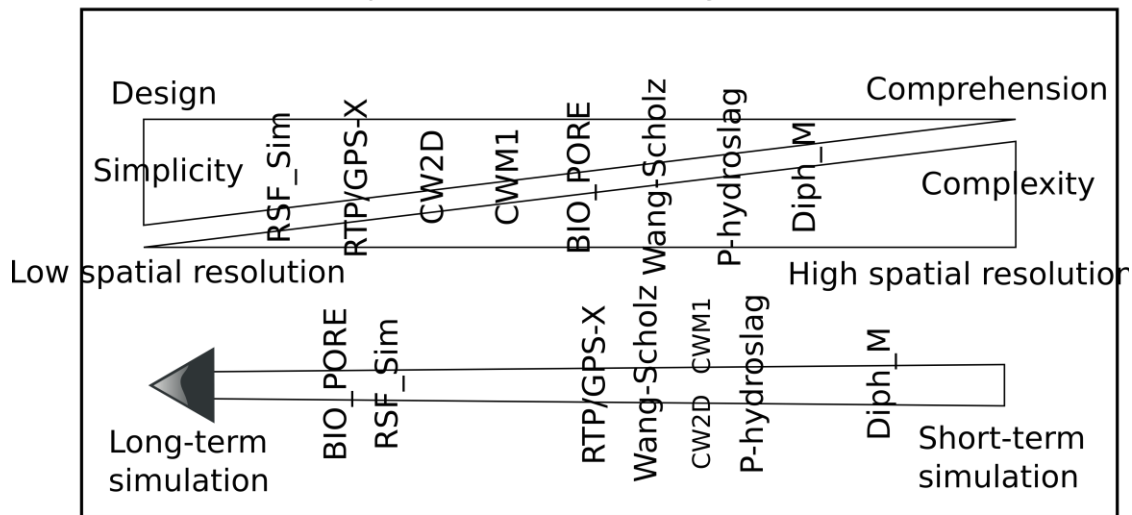 Design
Comprehension
Simplicity
RSF_Sim
RTP/GPS-X
CW2D
CWM1
BIO_PORE
Wang-Scholz
P-hydroslag
Diph_M
Complexity
Low spatial resolution
High spatial resolution
BIO_PORE
RSF_Sim
RTP/GPS-X
Wang-Scholz
CW2D CWM1
P-hydroslag
Diph_M
Long-term
simulation
Short-term
simulation